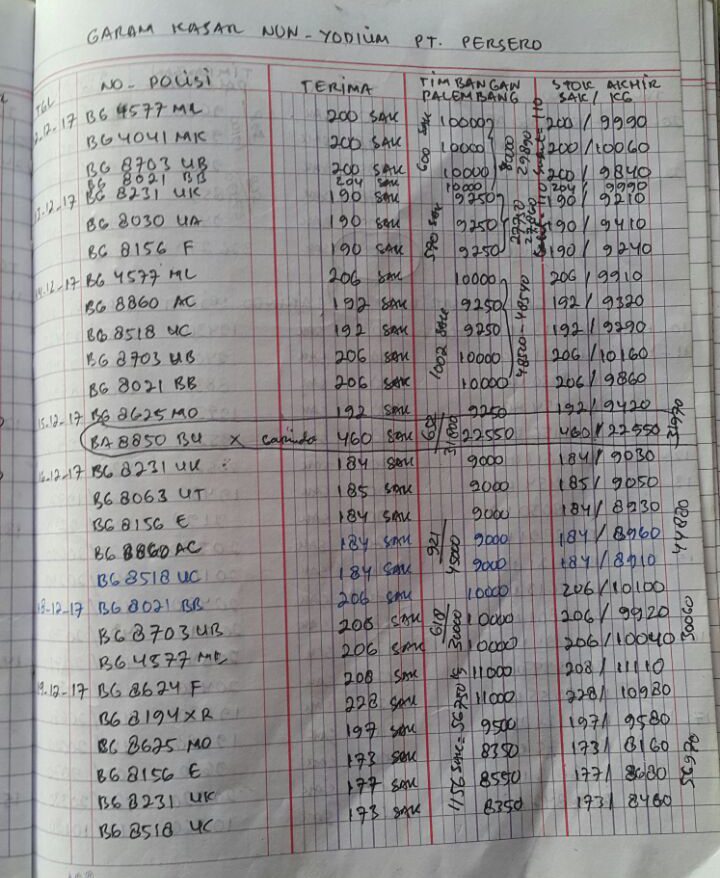 GARAM KASAR NON-YODIUM PT. PERSERO
TGL NO-POLISI TERIMA TIMBANGAN PALEMBANG STOK AKHIR SAK/KG
12.17 BG 4577 ML 200 SAK 10000 200/9990
BG 4041 MK 200 SAK 10000 200/10060
BG 8703 UB 200 SAK 10000 200/9840
BG 8021 BB 204 SAK 10000 204/9990
12-17 BG 8231 UK 190 SAK 9250 190/9210
BG 8030 UA 190 SAK 9250 190/9410
BG 8156 F 190 SAK 9250 190/9240
14-12-17 BG 4577 ML 206 SAK 10000 206/9910
BG 8860 AC 192 SAK 9250 192/9320
BG 8518 UC 192 SAK 9250 192/9290
BG 8703 UB 206 SAK 10000 206/10160
BG 8021 BB 206 SAK 10000 206/9860
15-12-17 BG 8625 MO 192 SAK 9250 192/9420
BA 8850 BU X 460 SAK 22550 460/22550
16-12-17 BG 8231 UK 184 SAK 9000 184/9030
BG 8063 UT 185 SAK 9000 185/9050
BG 8156 E 184 SAK 9000 184/8930
BG 8860 AC 184 SAK 9000 184/8960
BG 8518 UC 184 SAK 9000 184/8910
18-12-17 BG 8021 BB 206 SAK 10000 206/10100
BG 8703 UB 206 SAK 10000 206/9920
BG 4577 ML 206 SAK 10000 206/10040
19-12-17 BG 8624 F 208 SAK 11000 208/11110
BG 8194 XR 228 SAK 11000 228/10980
BG 8625 MO 197 SAK 9500 197/9580
BG 8156 E 173 SAK 8350 173/8160
BG 8231 UK 177 SAK 8550 177/8680
BG 8518 UC 173 SAK 8350 173/8460
600 SAK
29890
1002 SAK
48500-48540
31800
31970
921
45000
44880
618
30000
30060
1156 SAK = 56750
56970